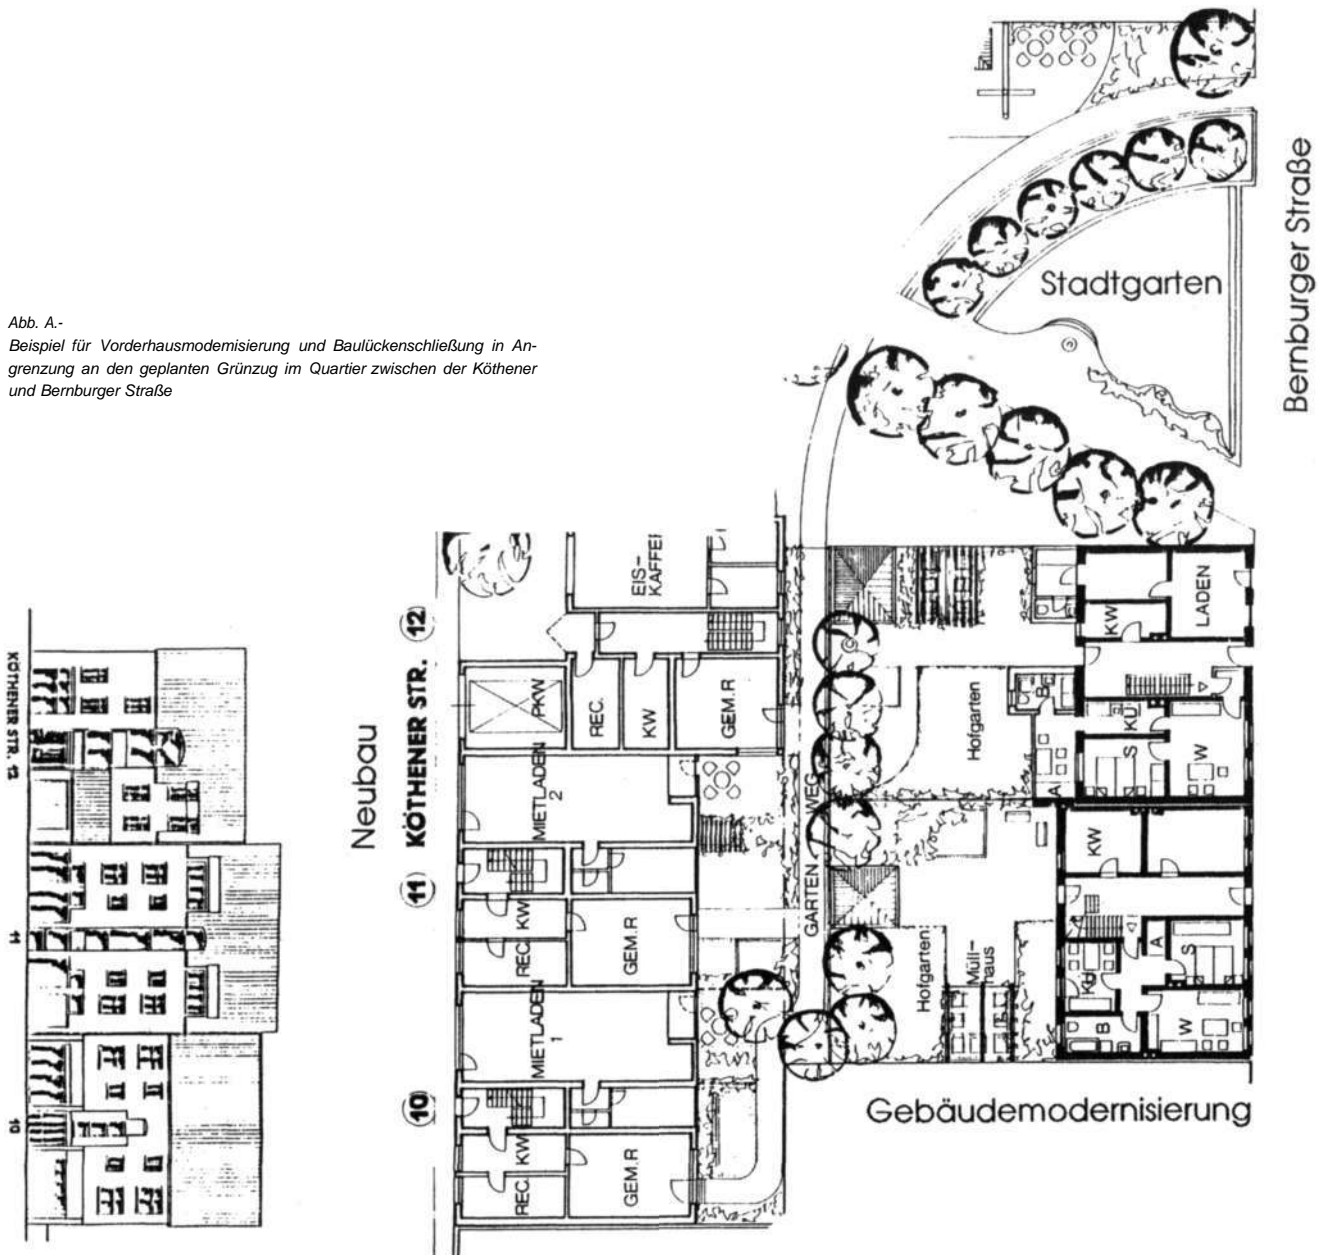 Abb. A.-
Beispiel für Vorderhausmodernisierung und Baulückenschließung in An-
grenzung an den geplanten Grünzug im Quartier zwischen der Köthener
und Bernburger Straße
Bernburger Straße
Stadtgarten
Neubau
KÖTHENER STR.
12
11
10
EIS-
KAFFEE
PKW
REC.
KW
GEM.R
MIETLADEN
2
KW
REC.
GEM.R
MIETLADEN
1
KW
REC.
GEM.R
GARTEN WEG
Hofgarten
Hofgarten
Müll-
haus
KW
LADEN
B
KÜ
A
S
W
KW
A
S
KÜ
B
W
Gebäudemodernisierung
KÖTHENER STR. 12
11
10